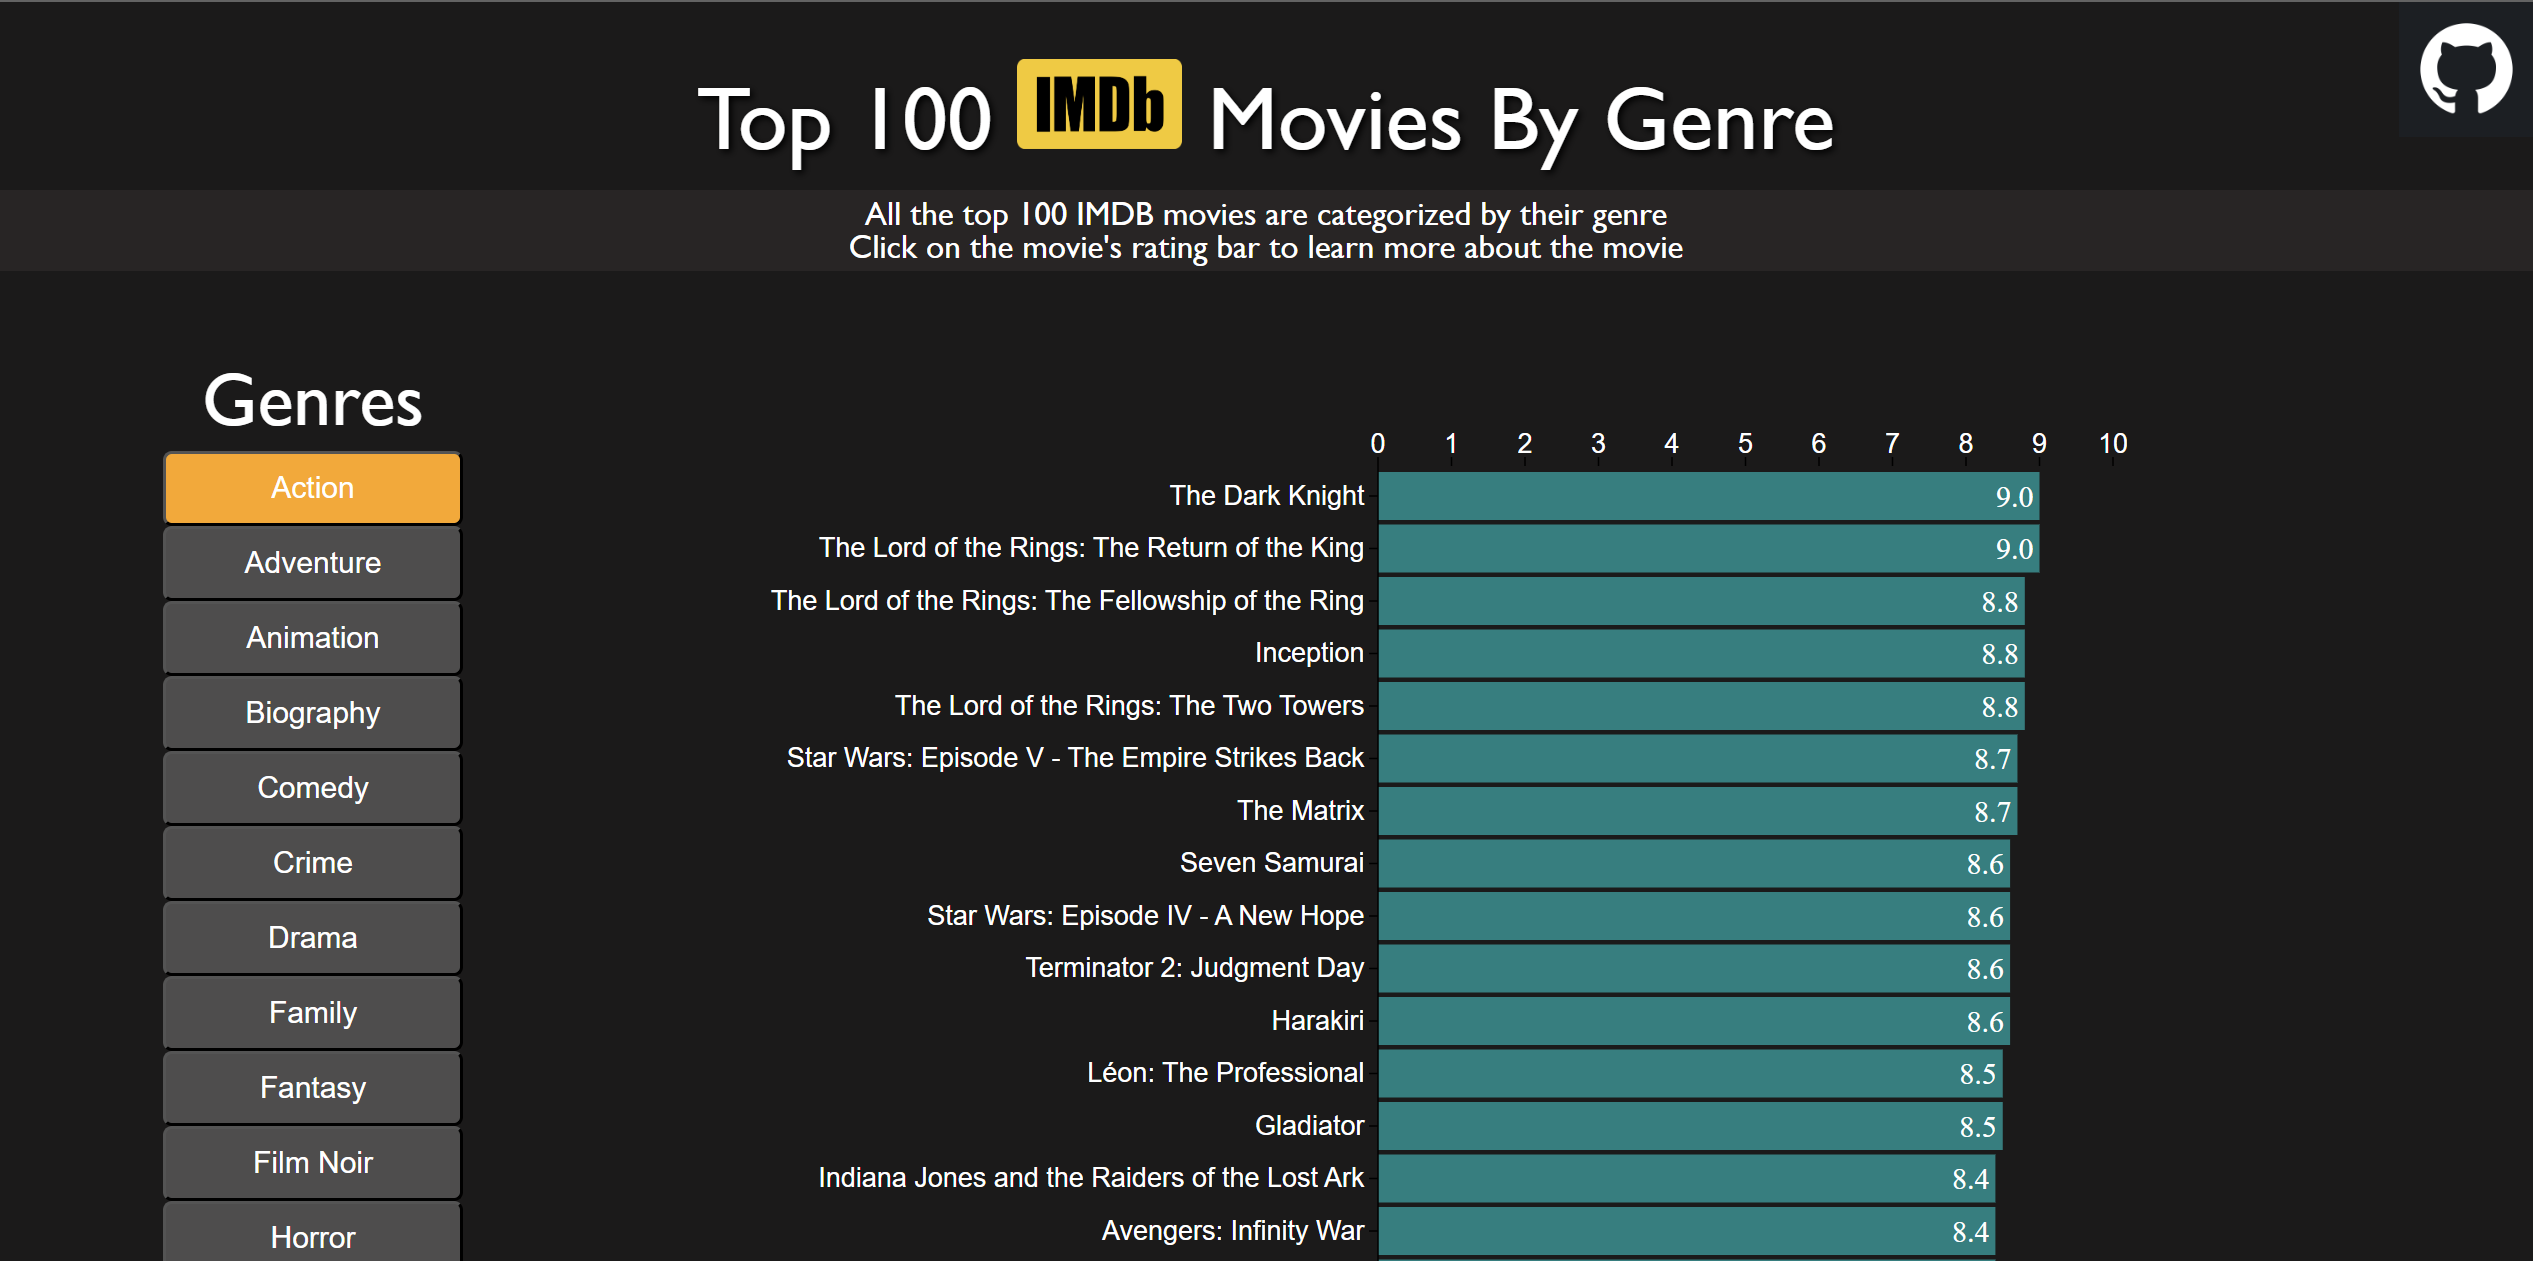 Top 100 IMDb Movies By Genre
All the top 100 IMDB movies are categorized by their genre
Click on the movie's rating bar to learn more about the movie
Genres
Action
Adventure
Animation
Biography
Comedy
Crime
Drama
Family
Fantasy
Film Noir
Horror
0 1 2 3 4 5 6 7 8 9 10
The Dark Knight 9.0
The Lord of the Rings: The Return of the King 9.0
The Lord of the Rings: The Fellowship of the Ring 8.8
Inception 8.8
The Lord of the Rings: The Two Towers 8.8
Star Wars: Episode V - The Empire Strikes Back 8.7
The Matrix 8.7
Seven Samurai 8.6
Star Wars: Episode IV - A New Hope 8.6
Terminator 2: Judgment Day 8.6
Harakiri 8.6
Léon: The Professional 8.5
Gladiator 8.5
Indiana Jones and the Raiders of the Lost Ark 8.4
Avengers: Infinity War 8.4